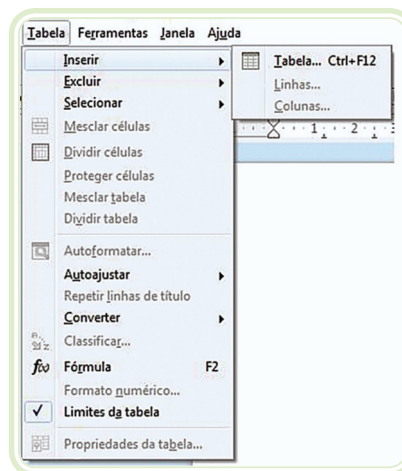 Tabela Ferramentas Janela Ajuda
Inserir
Tabela... Ctrl+F12
Excluir
Linhas...
Selecionar
Colunas...
Mesclar células
1 2
Dividir células
Proteger células
Mesclar tabela
Dividir tabela
Autoformatar...
Autoajustar
Repetir linhas de título
Converter
Classificar...
Fórmula F2
Formato numérico...
Limites da tabela
Propriedades da tabela...